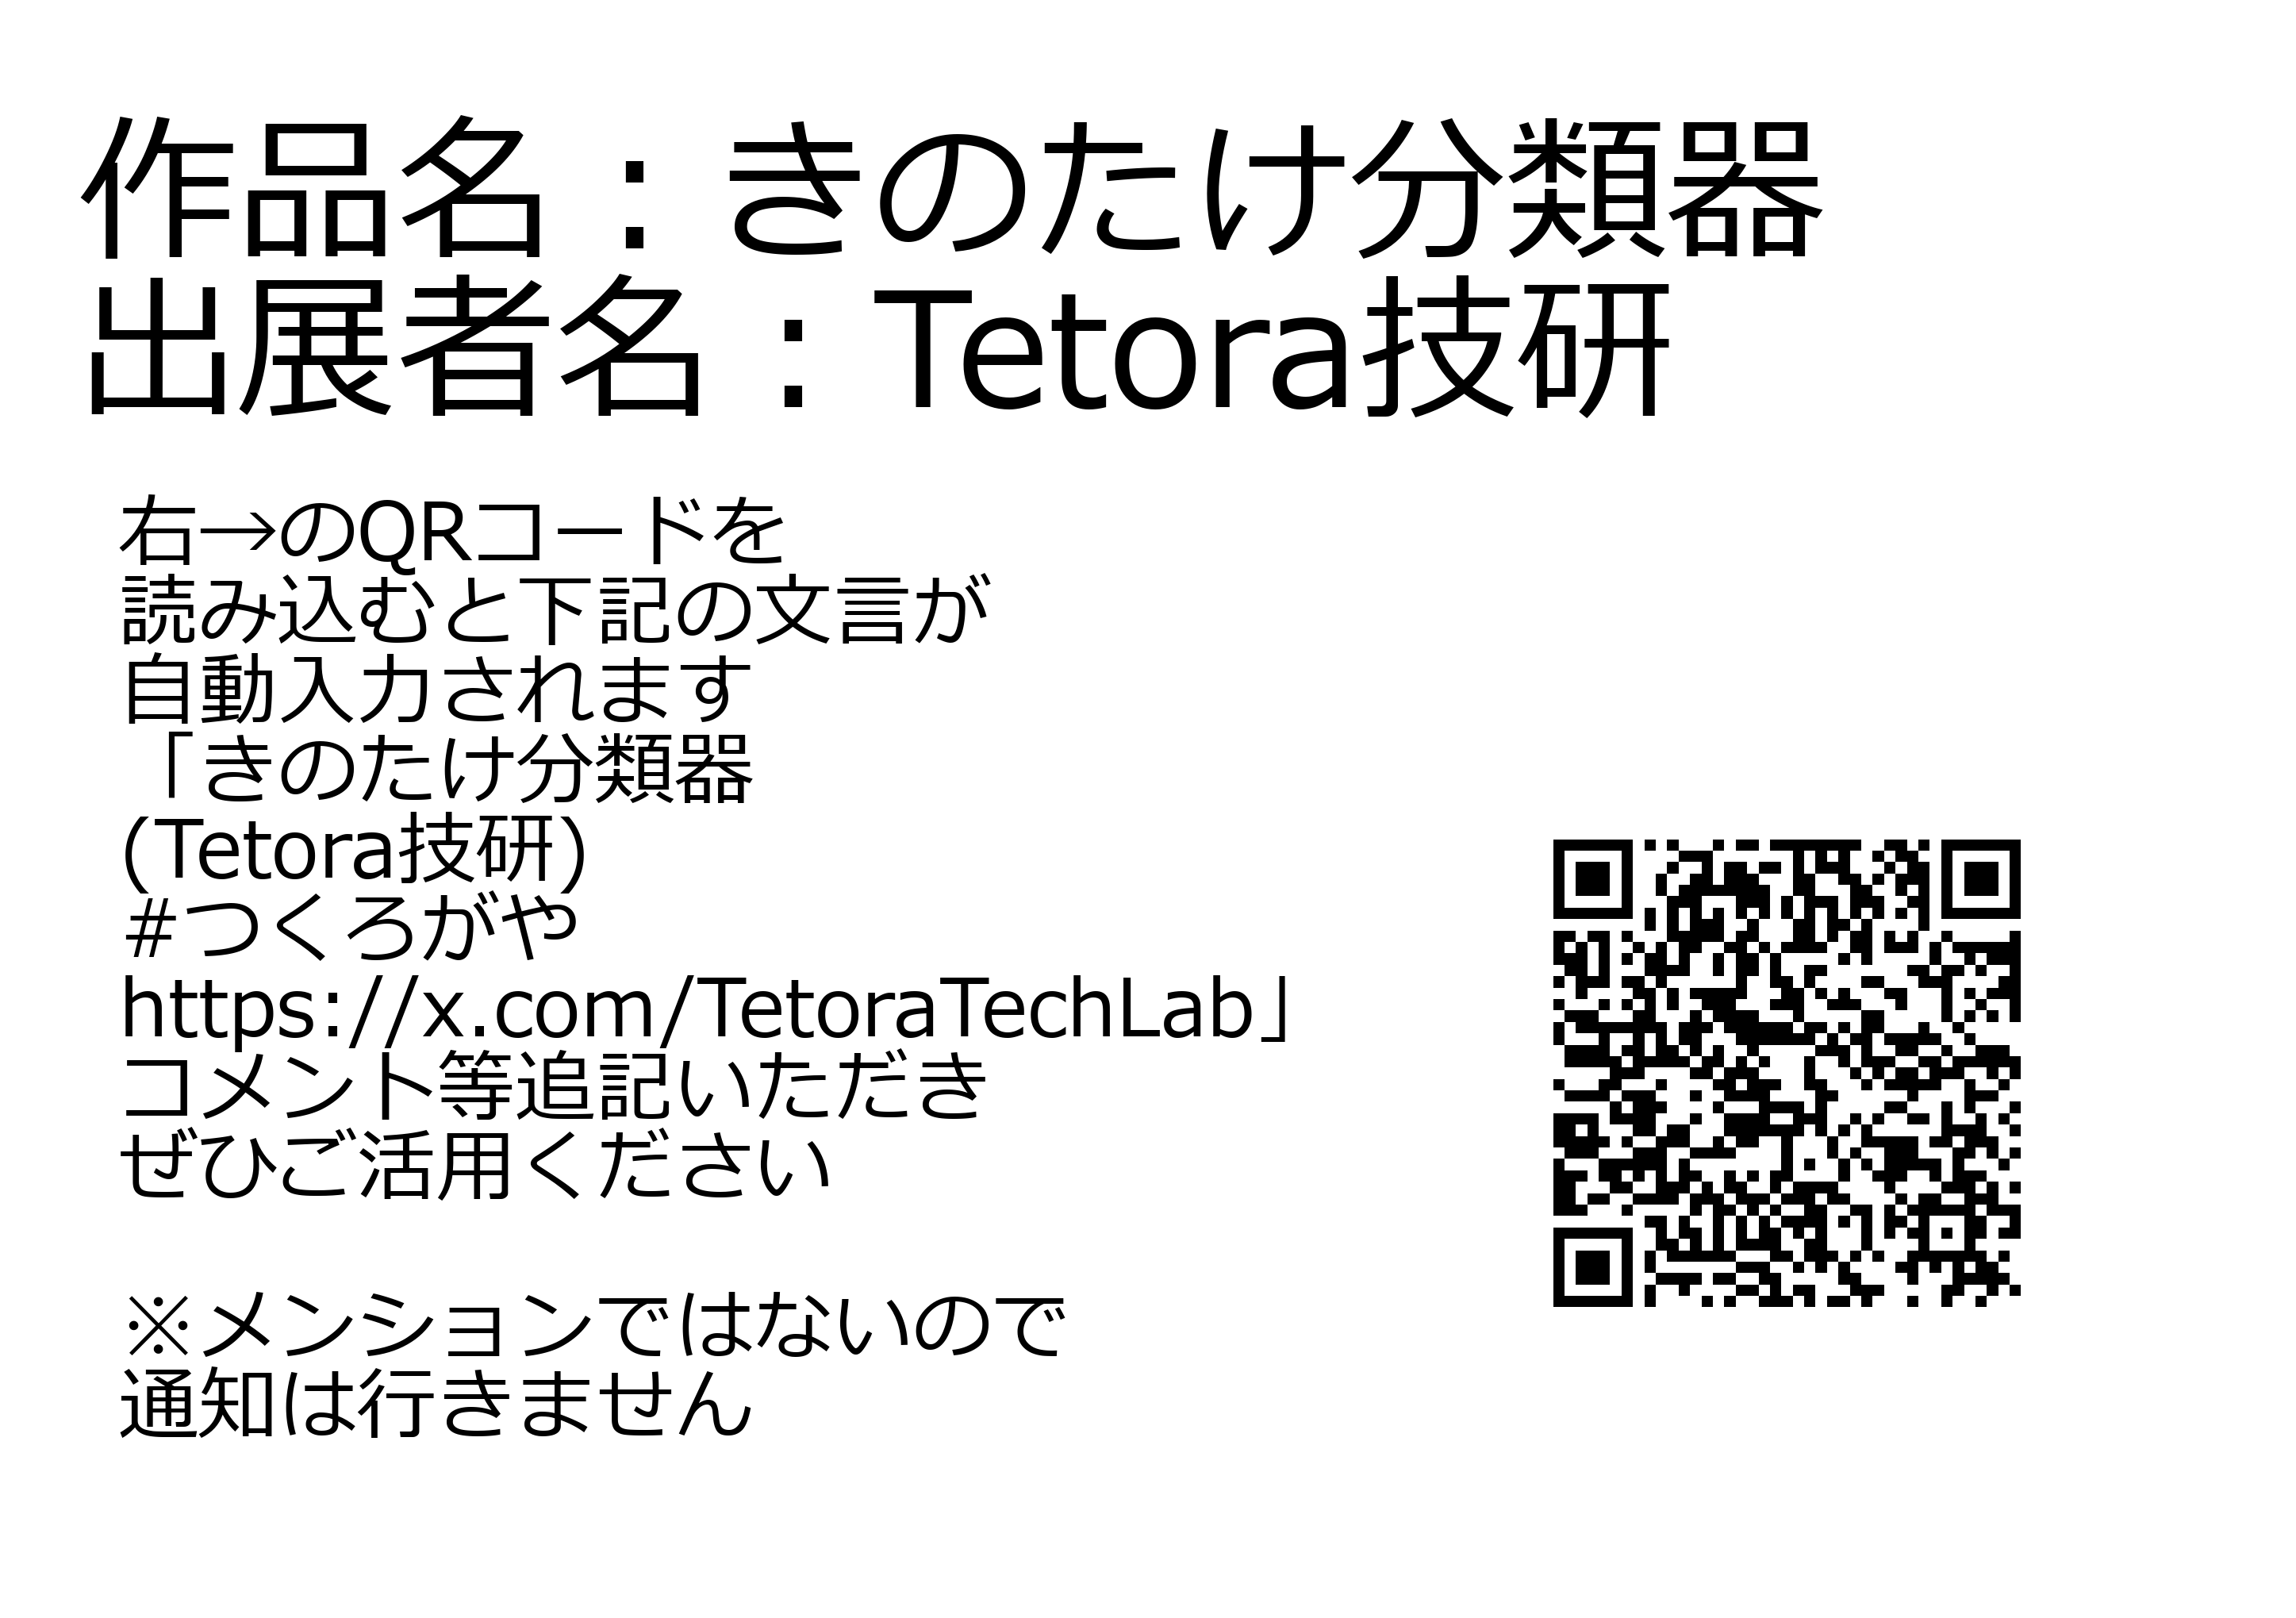 作品名：きのたけ分類器
出展者名：Tetora技研
右→のQRコードを
読み込むと下記の文言が
自動入力されます
「きのたけ分類器
(Tetora技研)
#つくろがや
https://x.com/TetoraTechLab」
コメント等追記いただき
ぜひご活用ください
※メンションではないので
通知は行きません